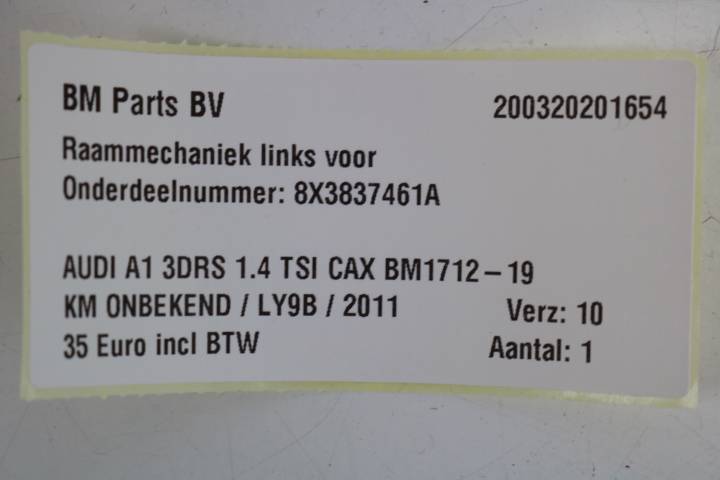 BM Parts BV 200320201654
Raammechaniek links voor
Onderdeelnummer: 8X3837461A
AUDI A1 3DRS 1.4 TSI CAX BM1712-19
KM ONBEKEND / LY9B / 2011 Verz: 10
35 Euro incl BTW Aantal: 1